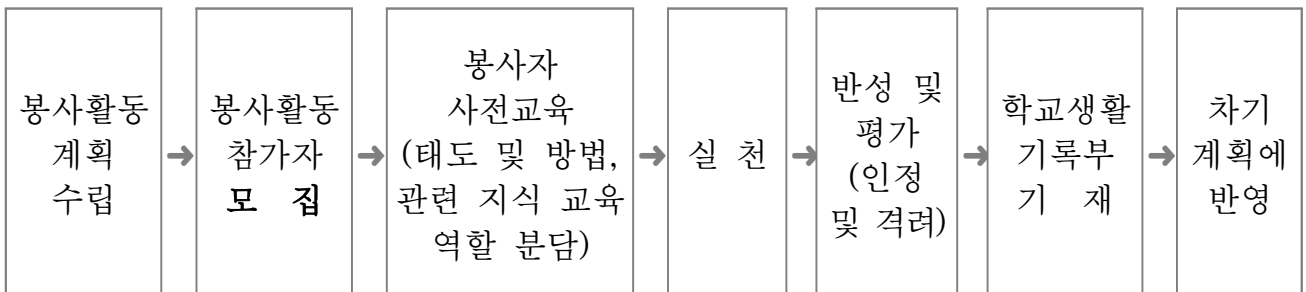 봉사활동
계획
수립
➜
봉사활동
참가자
모 집
➜
봉사자
사전교육
(태도 및 방법,
관련 지식 교육
역할 분담)
➜
실 천
➜
반성 및
평가
(인정
및 격려)
➜
학교생활
기록부
기 재
➜
차기
계획에
반영